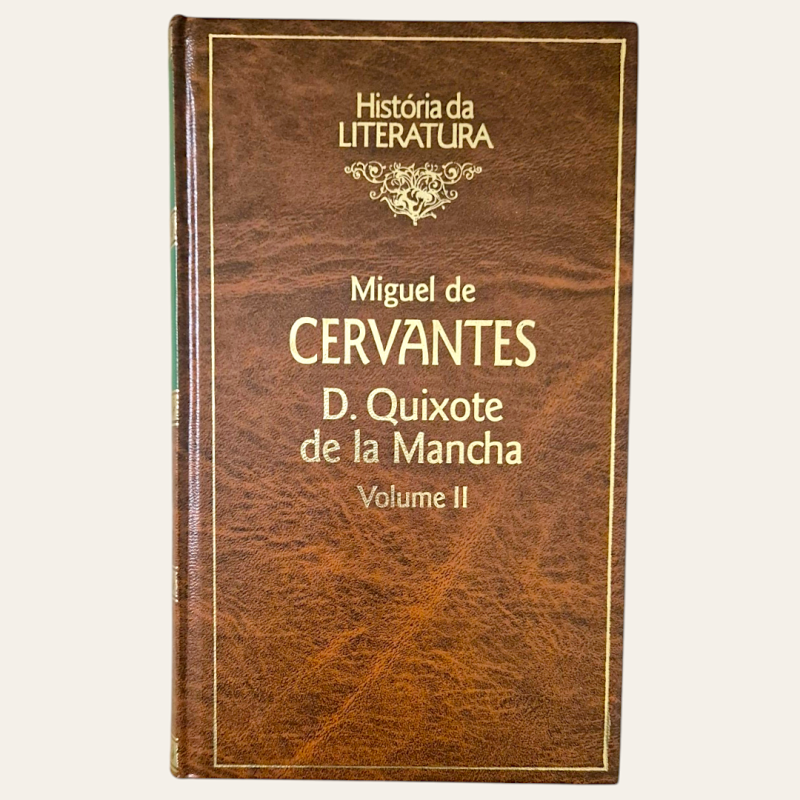 História da
LITERATURA
Miguel de
CERVANTES
D. Quixote
de la Mancha
Volume II